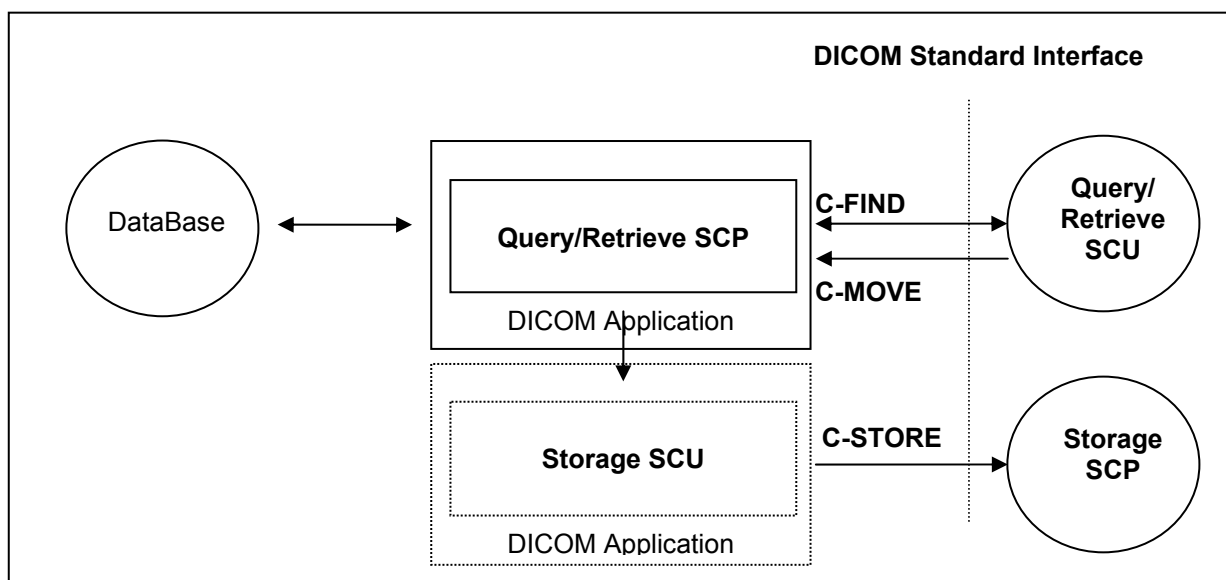 DICOM Standard Interface
DataBase
Query/Retrieve SCP
DICOM Application
C-FIND
C-MOVE
Query/
Retrieve
SCU
Storage SCU
DICOM Application
C-STORE
Storage
SCP